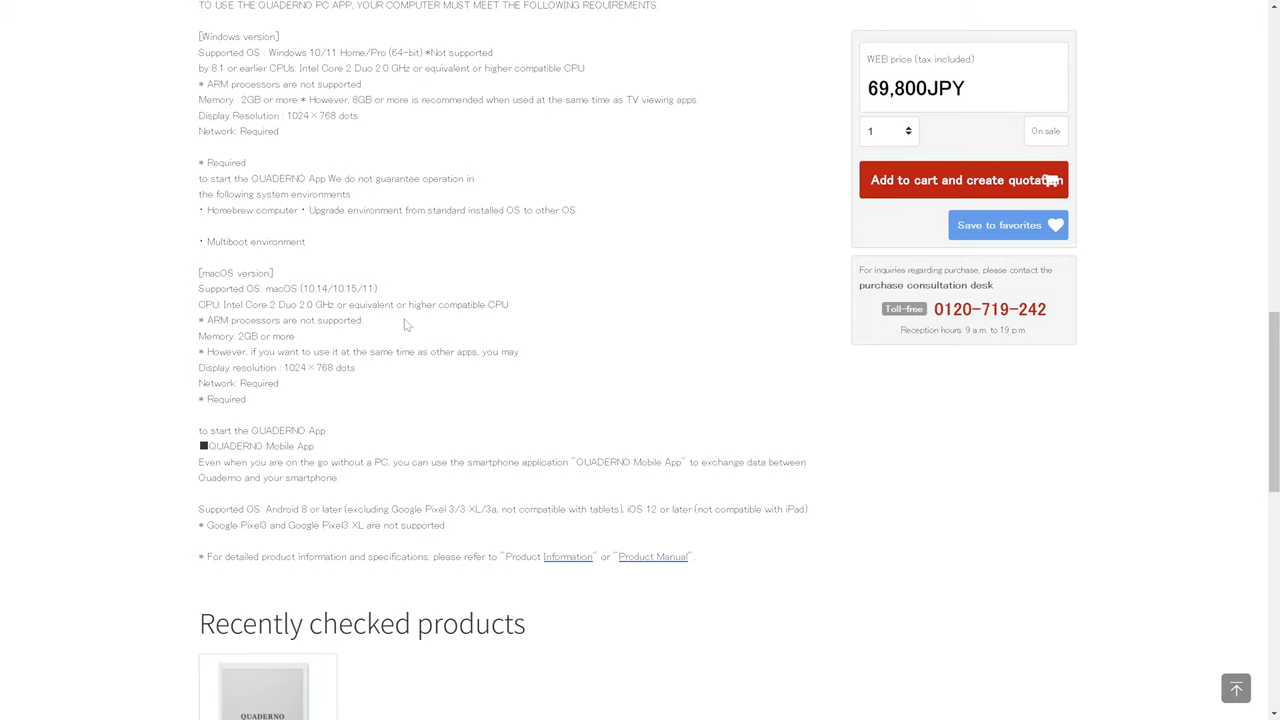 TO USE THE QUADERNO PC APP, YOUR COMPUTER MUST MEET THE FOLLOWING REQUIREMENTS:
[Windows version]
Supported OS : Windows 10/11 Home/Pro (64-bit) *Not supported
by 8.1 or earlier CPUs: Intel Core 2 Duo 2.0 GHz or equivalent or higher compatible CPU
* ARM processors are not supported
Memory : 2GB or more * However, 8GB or more is recommended when used at the same time as TV viewing apps.
Display Resolution : 1024×768 dots
Network: Required
* Required
to start the QUADERNO App We do not guarantee operation in
the following system environments.
・Homebrew computer・Upgrade environment from standard installed OS to other OS
・Multiboot environment
[macOS version]
Supported OS: macOS (10.14/10.15/11)
CPU: Intel Core 2 Duo 2.0 GHz or equivalent or higher compatible CPU
* ARM processors are not supported.
Memory: 2GB or more
* However, if you want to use it at the same time as other apps, you may.
Display resolution : 1024×768 dots
Network: Required
* Required
to start the QUADERNO App
■QUADERNO Mobile App
Even when you are on the go without a PC, you can use the smartphone application "QUADERNO Mobile App" to exchange data between
Quaderno and your smartphone.
Supported OS: Android 8 or later (excluding Google Pixel 3/3 XL/3a, not compatible with tablets), iOS 12 or later (not compatible with iPad)
* Google Pixel3 and Google Pixel3 XL are not supported
* For detailed product information and specifications, please refer to "Product Information" or "Product Manual".
Recently checked products
QUADERNO
WEB price (tax included)
69,800JPY
1
On sale
Add to cart and create quotation
Save to favorites
For inquiries regarding purchase, please contact the
purchase consultation desk
Toll-free 0120-719-242
Reception hours: 9 a.m. to 19 p.m.